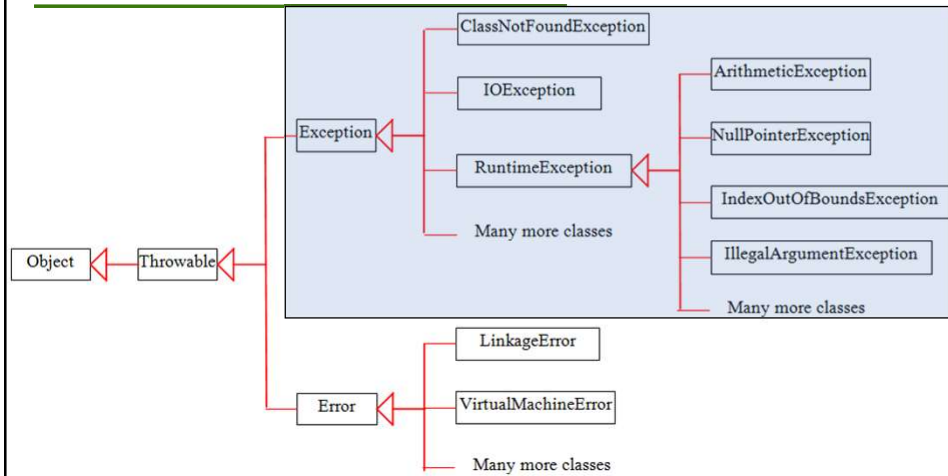 ClassNotFoundException
ArithmeticException
IOException
Exception
NullPointerException
RuntimeException
IndexOutOfBoundsException
Many more classes
Object
Throwable
IllegalArgumentException
Many more classes
LinkageError
Error
VirtualMachineError
Many more classes